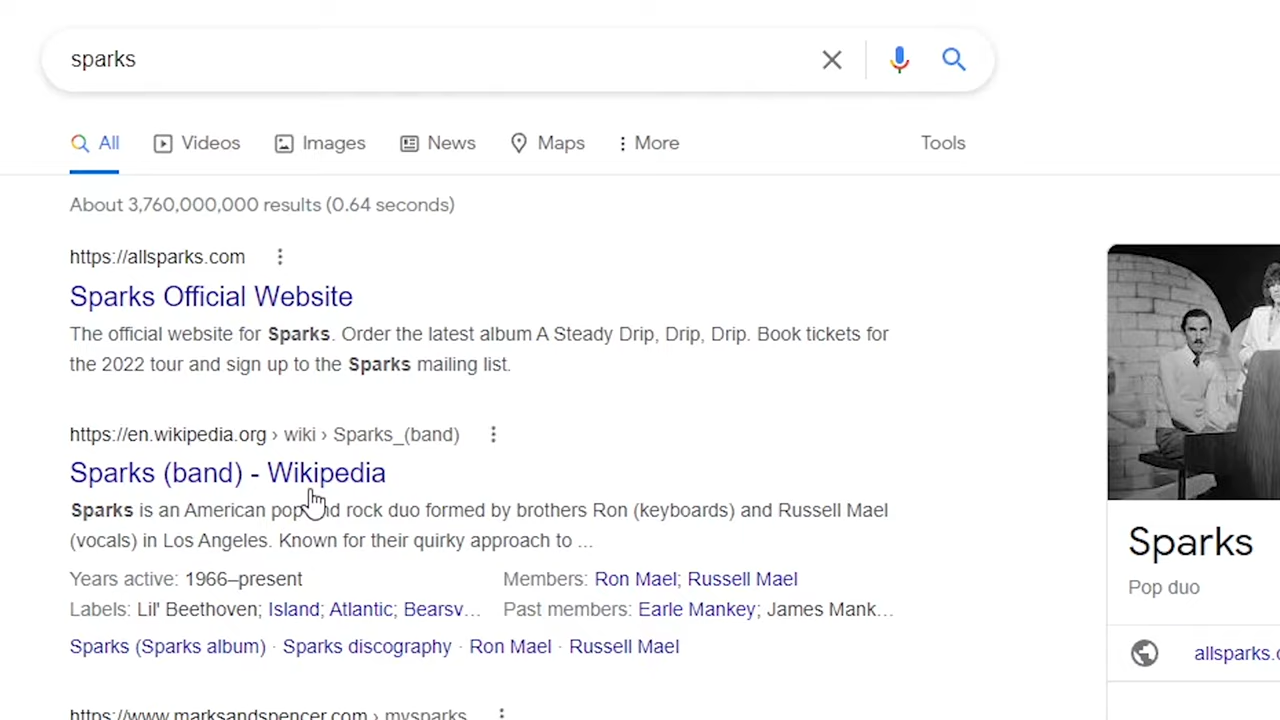 sparks
All Videos Images News Maps More Tools
About 3,760,000,000 results (0.64 seconds)
https://allsparks.com
Sparks Official Website
The official website for Sparks. Order the latest album A Steady Drip, Drip, Drip. Book tickets for
the 2022 tour and sign up to the Sparks mailing list.
https://en.wikipedia.org › wiki › Sparks_(band)
Sparks (band) - Wikipedia
Sparks is an American pop and rock duo formed by brothers Ron (keyboards) and Russell Mael
(vocals) in Los Angeles. Known for their quirky approach to ...
Years active: 1966–present Members: Ron Mael; Russell Mael
Labels: Lil' Beethoven; Island; Atlantic; Bearsv... Past members: Earle Mankey; James Mank...
Sparks (Sparks album) · Sparks discography · Ron Mael · Russell Mael
https://www.marksandspencer.com › mysparks
Sparks
Pop duo
allsparks.c